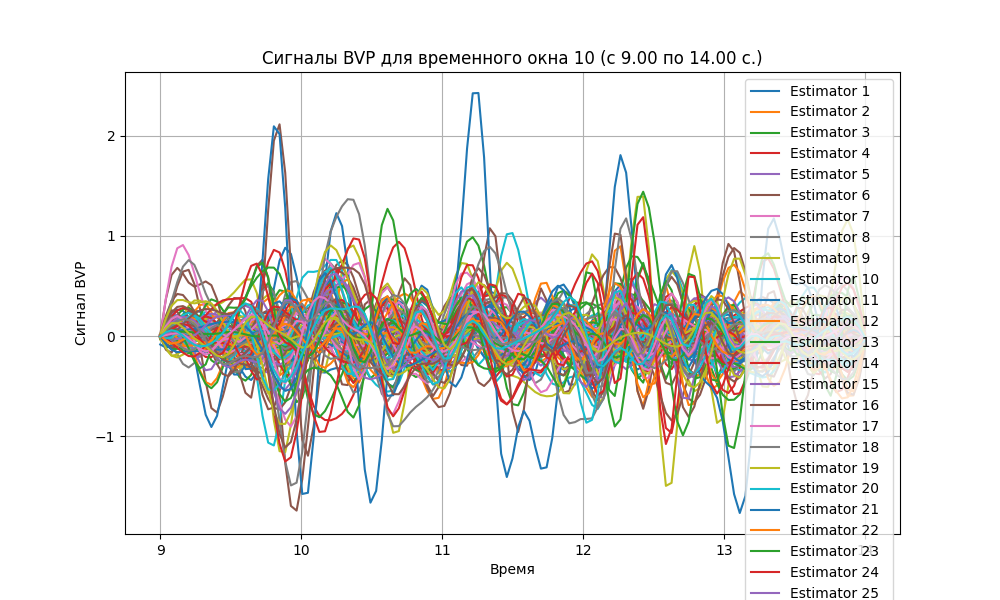 Сигналы BVP для временного окна 10 (с 9.00 по 14.00 с.)
Сигнал BVP
2
1
0
−1
9
10
11
12
13
Время
Estimator 1
Estimator 2
Estimator 3
Estimator 4
Estimator 5
Estimator 6
Estimator 7
Estimator 8
Estimator 9
Estimator 10
Estimator 11
Estimator 12
Estimator 13
Estimator 14
Estimator 15
Estimator 16
Estimator 17
Estimator 18
Estimator 19
Estimator 20
Estimator 21
Estimator 22
Estimator 23
Estimator 24
Estimator 25